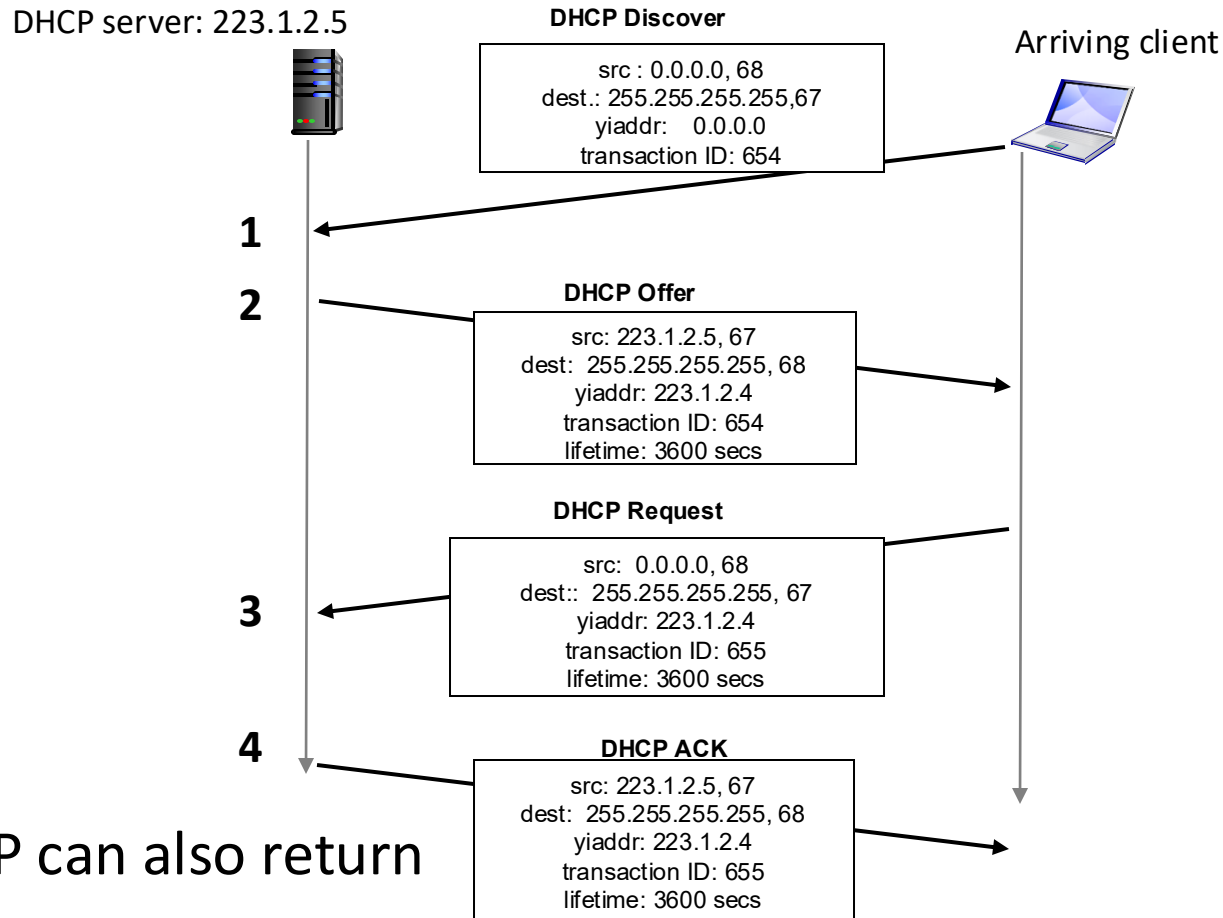 DHCP server: 223.1.2.5
DHCP Discover
Arriving client
src : 0.0.0.0, 68
dest.: 255.255.255.255,67
yiaddr: 0.0.0.0
transaction ID: 654
1
2
DHCP Offer
src: 223.1.2.5, 67
dest: 255.255.255.255, 68
yiaddr: 223.1.2.4
transaction ID: 654
lifetime: 3600 secs
DHCP Request
3
src: 0.0.0.0, 68
dest:: 255.255.255.255, 67
yiaddr: 223.1.2.4
transaction ID: 655
lifetime: 3600 secs
4
DHCP ACK
src: 223.1.2.5, 67
dest: 255.255.255.255, 68
yiaddr: 223.1.2.4
transaction ID: 655
lifetime: 3600 secs
P can also return